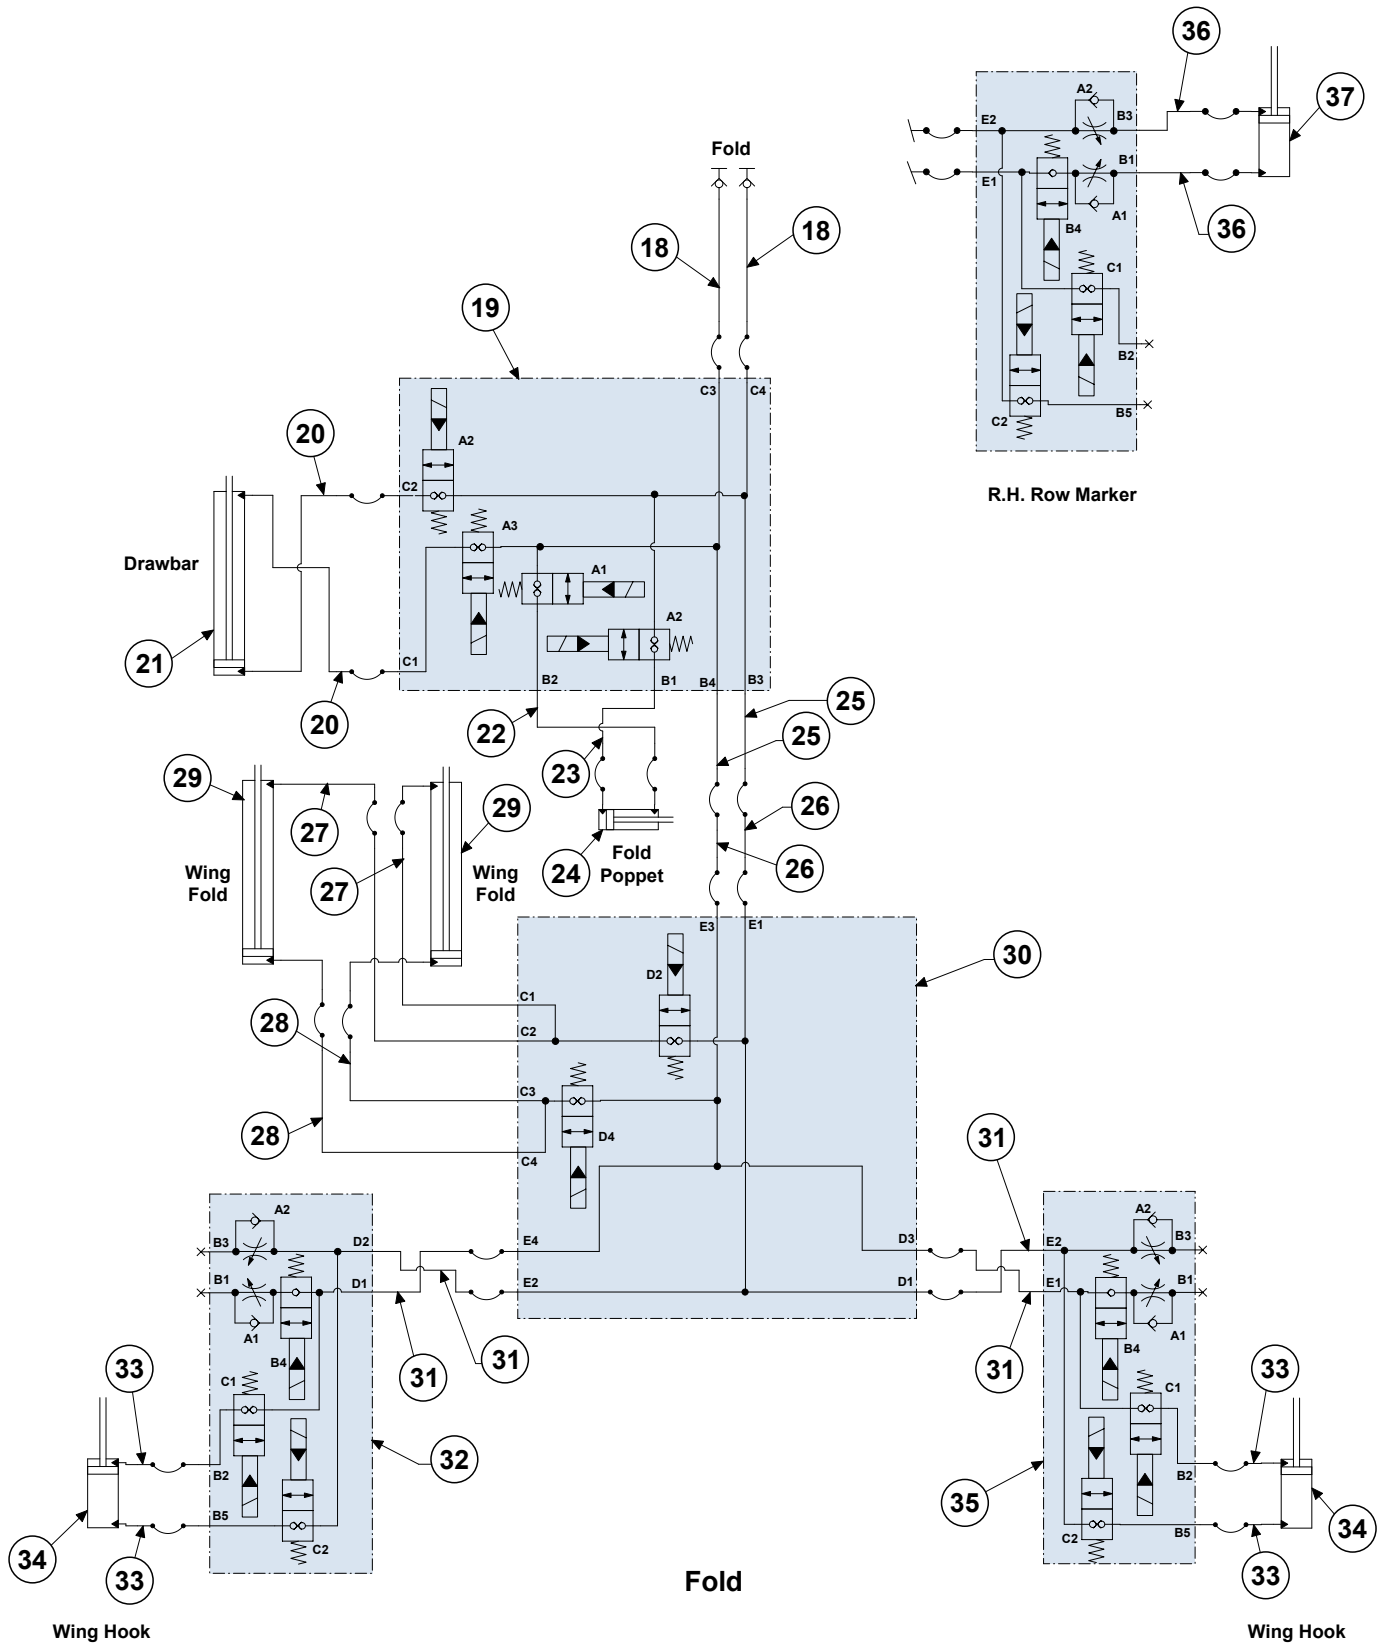 36
A2
37
E2
B3
Fold
B1
E1
A1
36
B4
18
18
C1
19
B2
C3
C4
C2
B5
20
A2
C2
R.H. Row Marker
A3
Drawbar
A1
A2
21
C1
B2
B1
B4
B3
20
22
25
25
23
29
27
29
26
24
Fold
Poppet
26
Wing
Fold
27
Wing
Fold
E3
E1
30
D2
C1
28
C2
C3
28
D4
C4
31
A2
A2
B3
D2
E4
D3
E2
B3
B1
D1
E2
D1
E1
B1
A1
31
31
31
A1
B4
B4
33
C1
C1
33
32
B2
B2
35
B5
C2
C2
B5
34
33
33
34
Fold
Wing Hook
Wing Hook